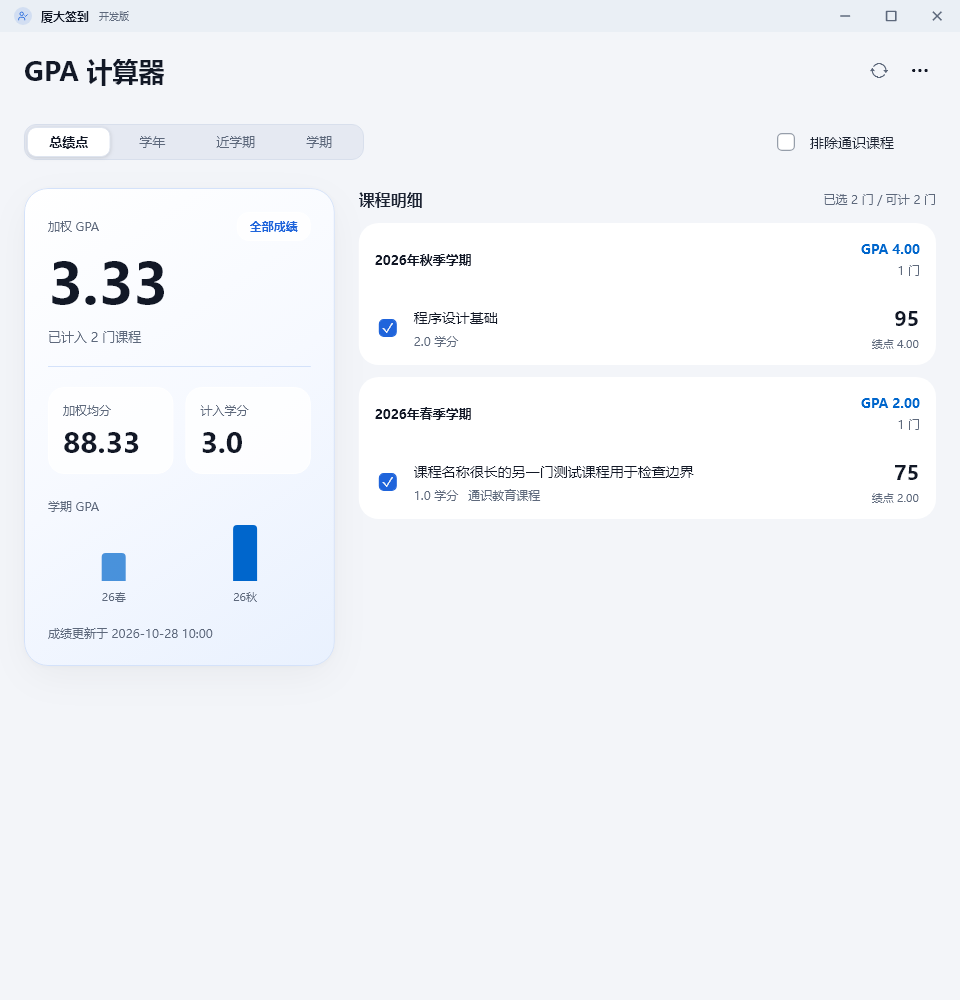 厦大签到 开发版
GPA 计算器
总绩点 学年 近学期 学期
排除通识课程
加权 GPA 全部成绩
3.33
已计入 2 门课程
加权均分 计入学分
88.33 3.0
学期 GPA
26春 26秋
成绩更新于 2026-10-28 10:00
课程明细 已选 2 门 / 可计 2 门
2026年秋季学期 GPA 4.00
1 门
程序设计基础 95
2.0 学分 绩点 4.00
2026年春季学期 GPA 2.00
1 门
课程名称很长的另一门测试课程用于检查边界 75
1.0 学分 通识教育课程 绩点 2.00